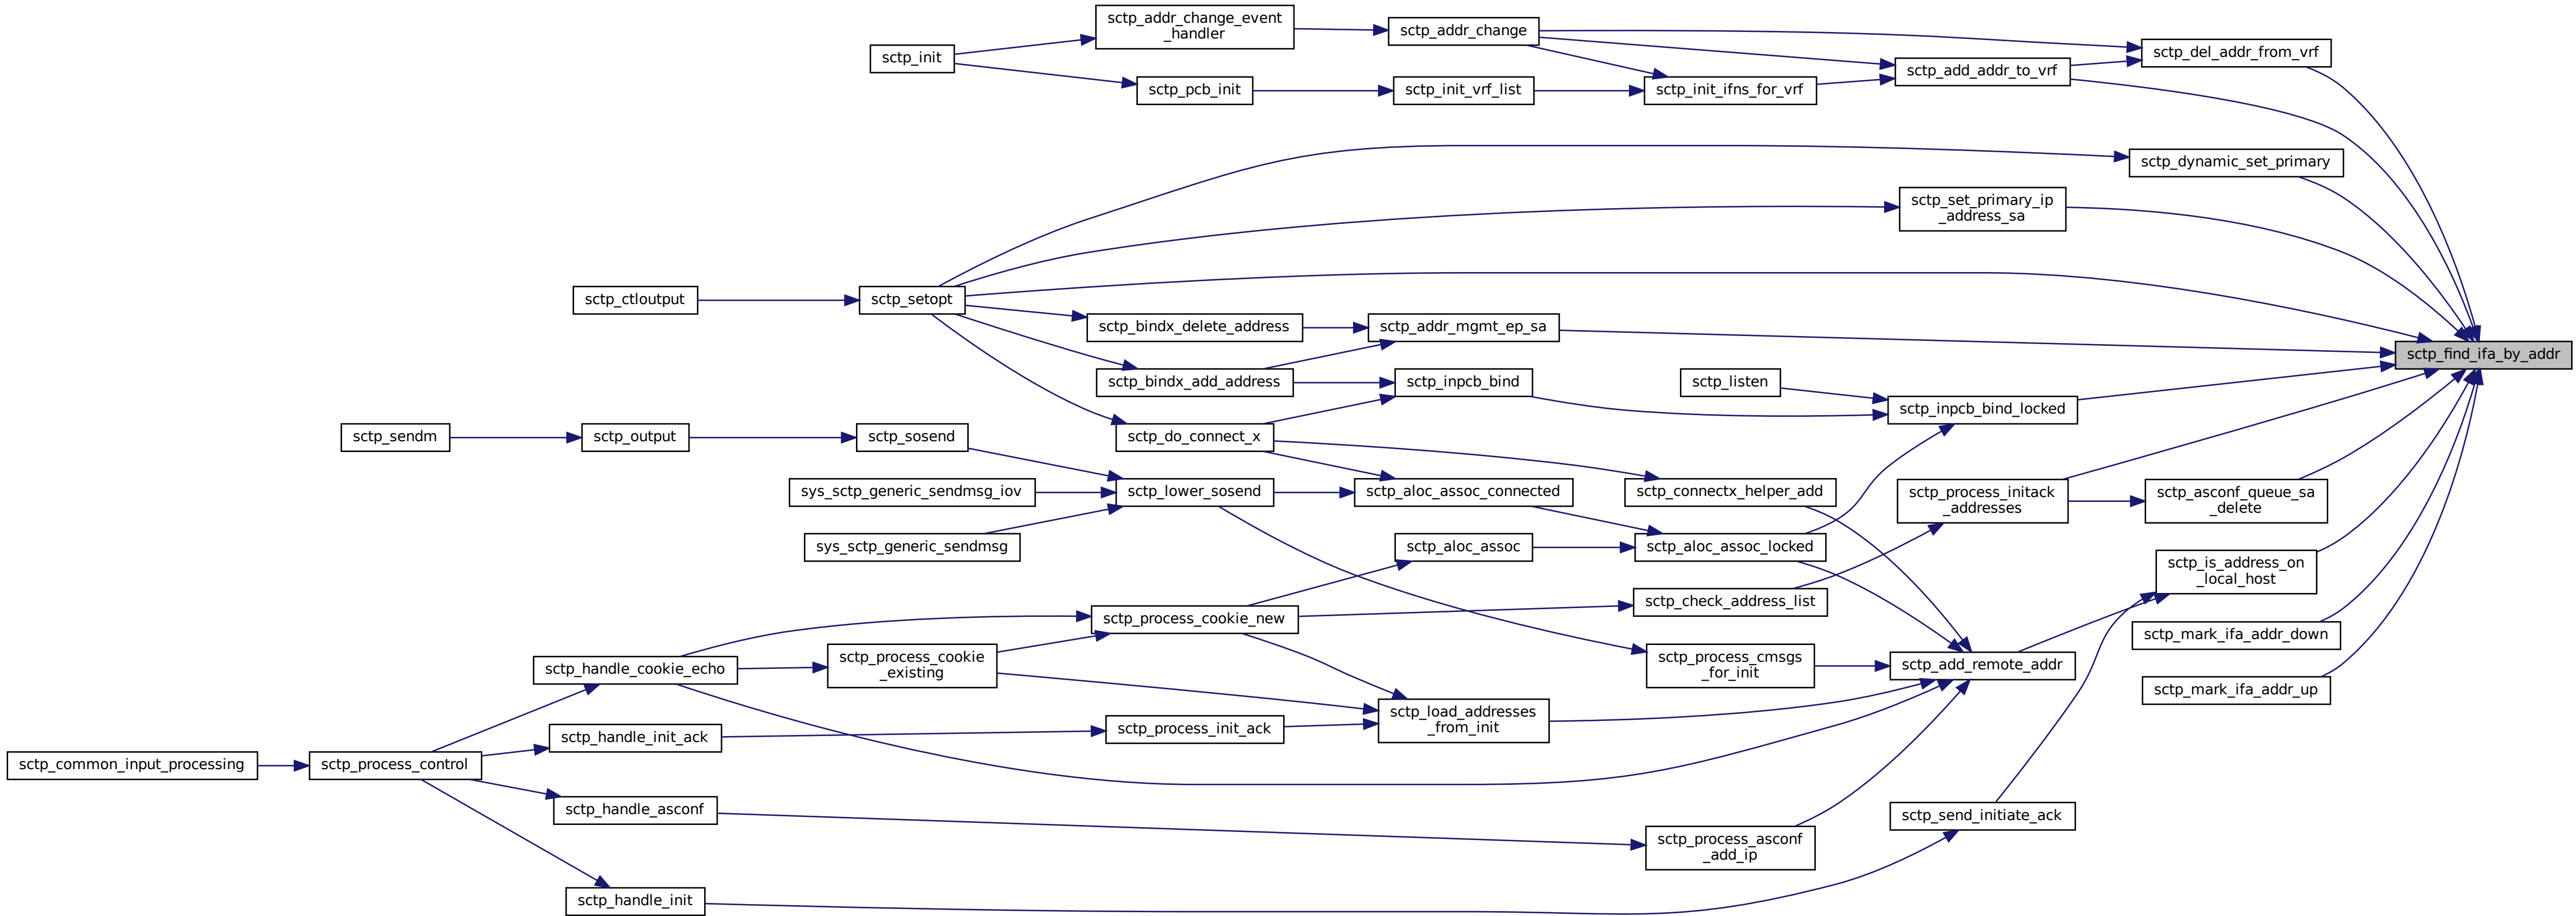 sctp_addr_change_event
_handler
sctp_addr_change
sctp_init
sctp_del_addr_from_vrf
sctp_add_addr_to_vrf
sctp_pcb_init
sctp_init_vrf_list
sctp_init_ifns_for_vrf
sctp_dynamic_set_primary
sctp_set_primary_ip
_address_sa
sctp_ctloutput
sctp_setopt
sctp_bindx_delete_address
sctp_addr_mgmt_ep_sa
sctp_find_ifa_by_addr
sctp_bindx_add_address
sctp_inpcb_bind
sctp_listen
sctp_inpcb_bind_locked
sctp_sendm
sctp_output
sctp_sosend
sctp_do_connect_x
sys_sctp_generic_sendmsg_iov
sctp_lower_sosend
sctp_aloc_assoc_connected
sctp_connectx_helper_add
sctp_process_initack
_addresses
sctp_asconf_queue_sa
_delete
sys_sctp_generic_sendmsg
sctp_aloc_assoc
sctp_aloc_assoc_locked
sctp_is_address_on
_local_host
sctp_check_address_list
sctp_process_cookie_new
sctp_mark_ifa_addr_down
sctp_handle_cookie_echo
sctp_process_cookie
_existing
sctp_process_cmsgs
_for_init
sctp_add_remote_addr
sctp_mark_ifa_addr_up
sctp_load_addresses
_from_init
sctp_handle_init_ack
sctp_process_init_ack
sctp_common_input_processing
sctp_process_control
sctp_handle_asconf
sctp_send_initiate_ack
sctp_process_asconf
_add_ip
sctp_handle_init